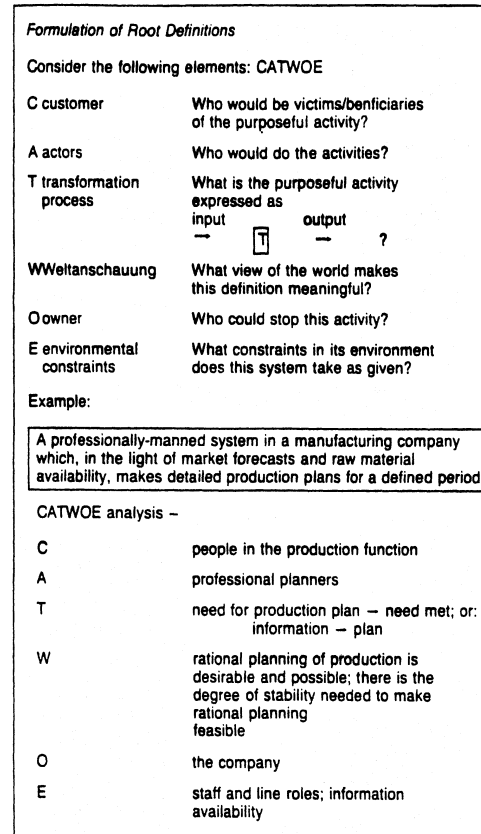 Formulation of Root Definitions
Consider the following elements: CATWOE
C customer Who would be victims/benficiaries
of the purposeful activity?
A actors Who would do the activities?
T transformation What is the purposeful activity
process expressed as
input output
→ T → ?
WWeltanschauung What view of the world makes
this definition meaningful?
O owner Who could stop this activity?
E environmental What constraints in its environment
constraints does this system take as given?
Example:
A professionally-manned system in a manufacturing company
which, in the light of market forecasts and raw material
availability, makes detailed production plans for a defined period
CATWOE analysis –
C people in the production function
A professional planners
T need for production plan – need met; or:
information – plan
W rational planning of production is
desirable and possible; there is the
degree of stability needed to make
rational planning
feasible
O the company
E staff and line roles; information
availability